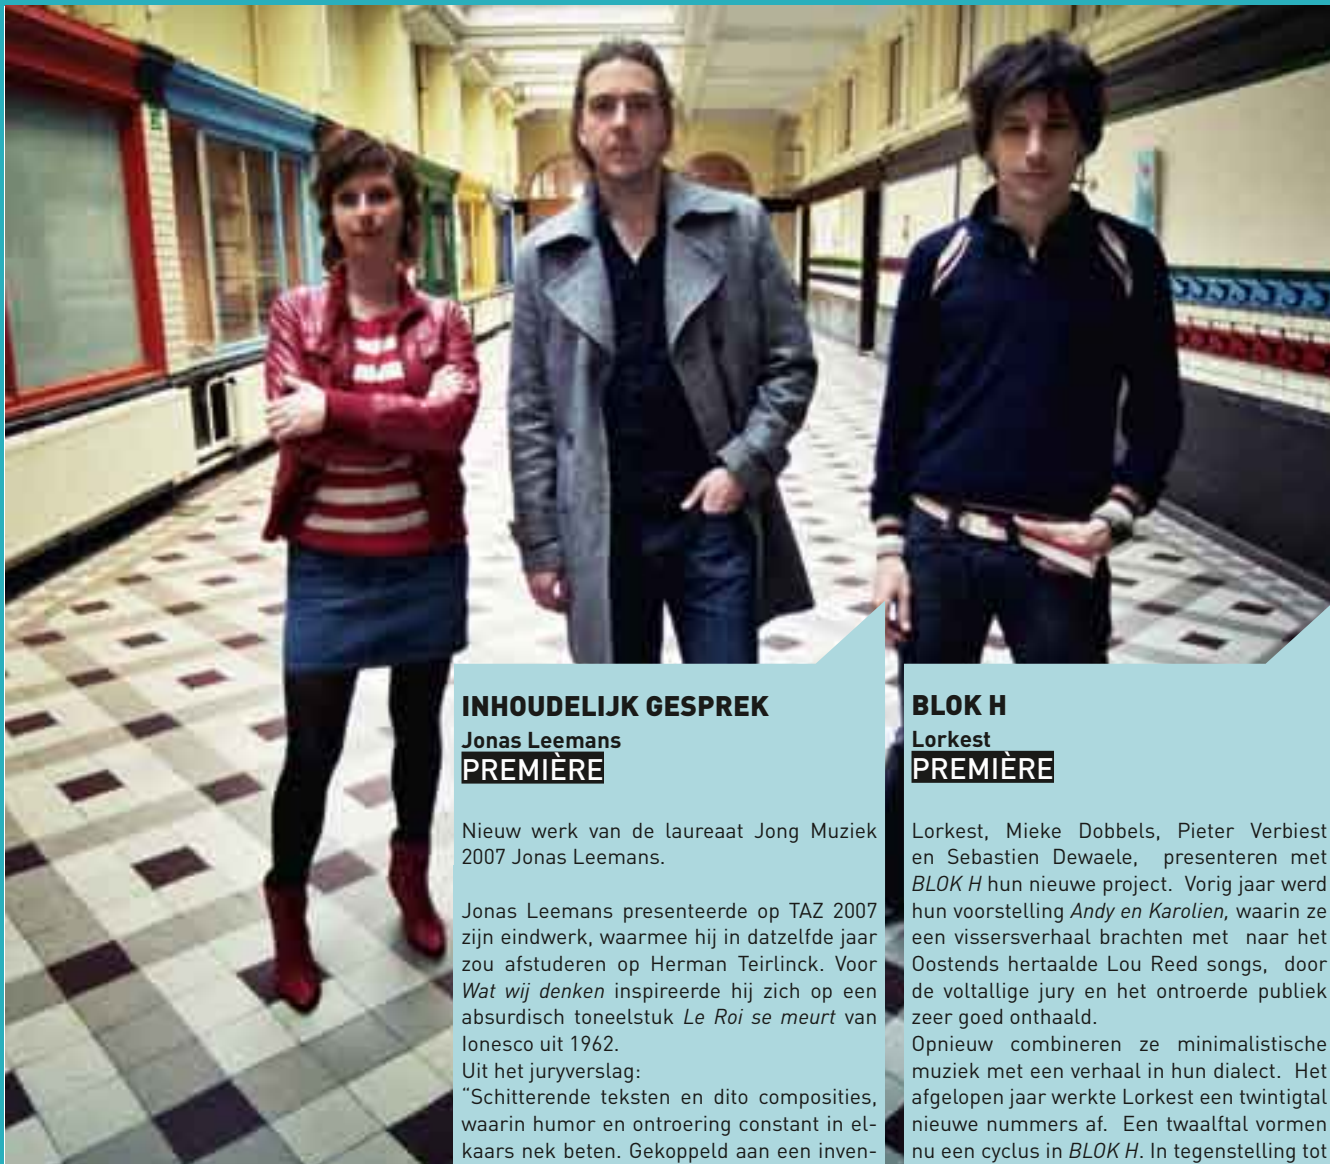 INHOUDELIJK GESPREK
Jonas Leemans
PREMIÈRE
Nieuw werk van de laureaat Jong Muziek
2007 Jonas Leemans.
Jonas Leemans presenteerde op TAZ 2007
zijn eindwerk, waarmee hij in datzelfde jaar
zou afstuderen op Herman Teirlinck. Voor
Wat wij denken inspireerde hij zich op een
absurdisch toneelstuk Le Roi se meurt van
Ionesco uit 1962.
Uit het juryverslag:
“Schitterende teksten en dito composities,
waarin humor en ontroering constant in el-
kaars nek beten. Gekoppeld aan een inven-
BLOK H
Lorkest
PREMIÈRE
Lorkest, Mieke Dobbels, Pieter Verbiest
en Sebastien Dewaele, presenteren met
BLOK H hun nieuwe project. Vorig jaar werd
hun voorstelling Andy en Karolien, waarin ze
een vissersverhaal brachten met naar het
Oostends hertaalde Lou Reed songs, door
de voltallige jury en het ontroerde publiek
zeer goed onthaald.
Opnieuw combineren ze minimalistische
muziek met een verhaal in hun dialect. Het
afgelopen jaar werkte Lorkest een twintigtal
nieuwe nummers af. Een twaalftal vormen
nu een cyclus in BLOK H. In tegenstelling tot